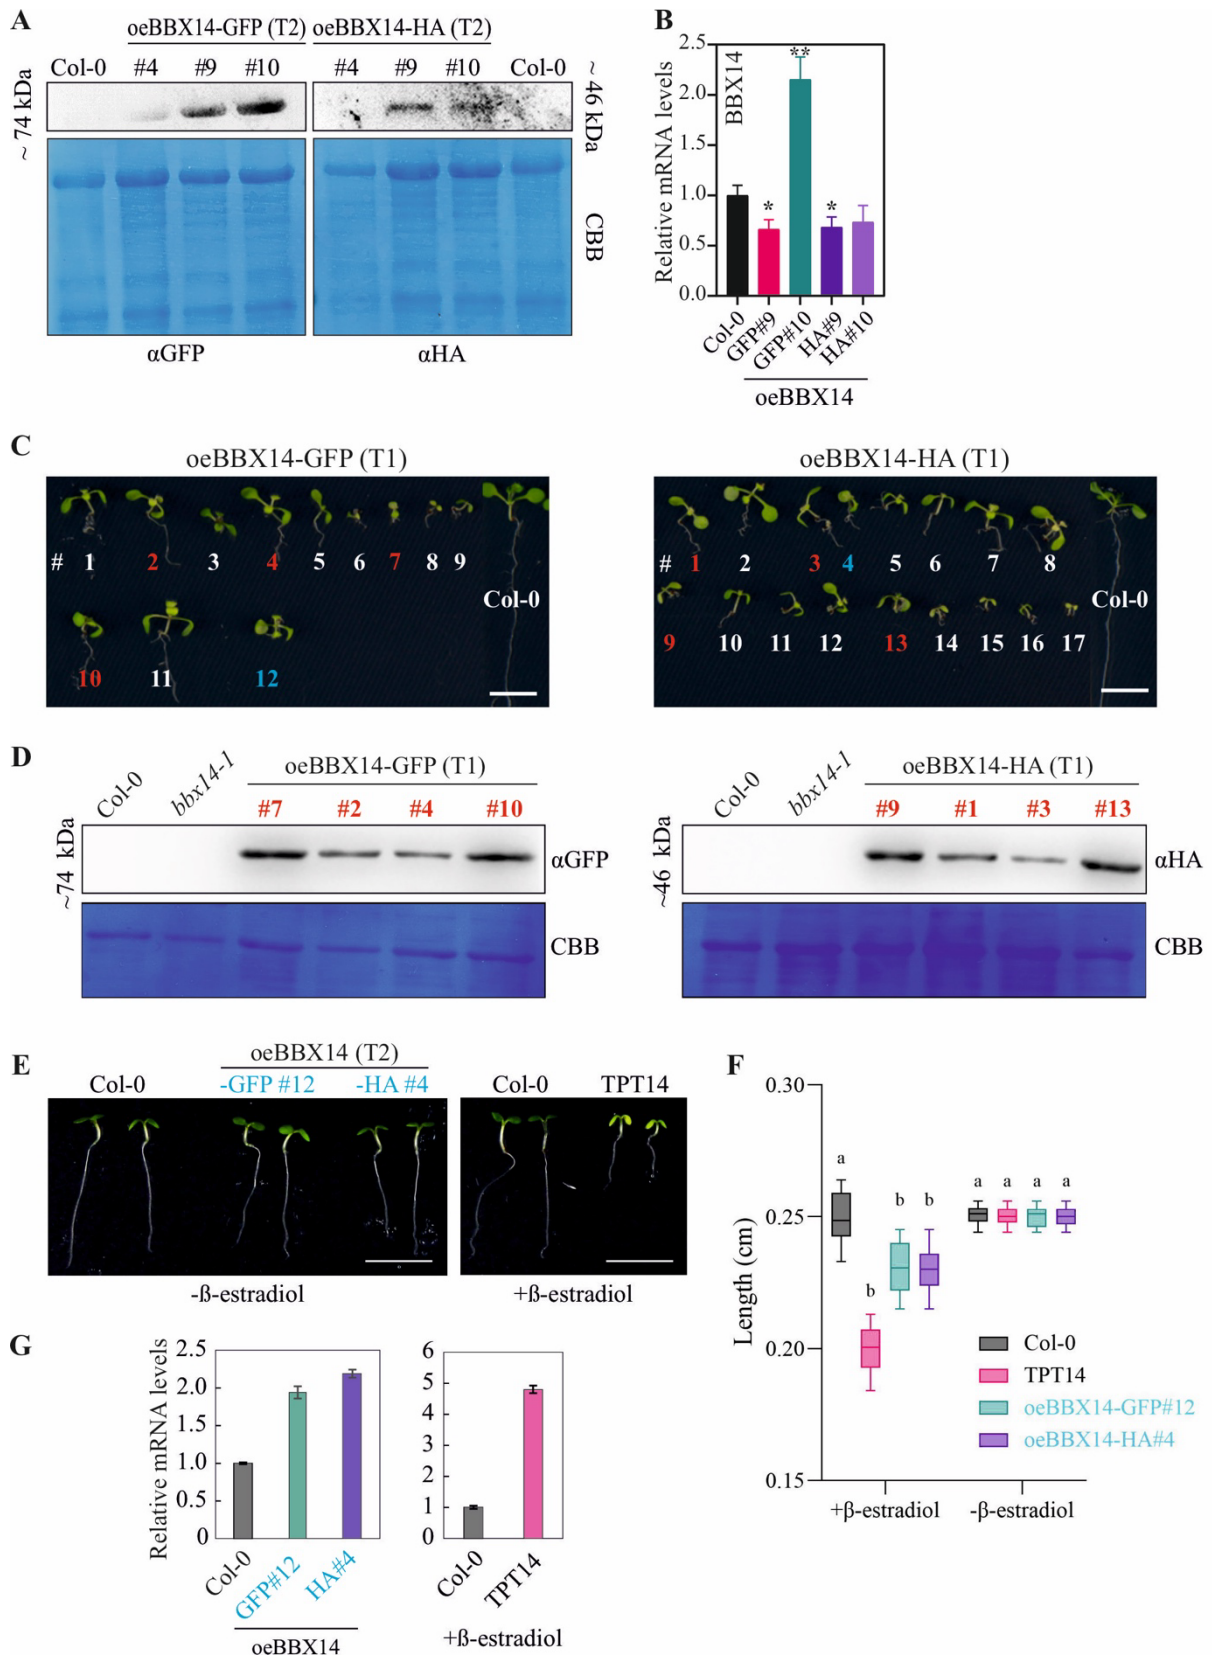 A
oeBBX14-GFP (T2) oeBBX14-HA (T2)
Col-0 #4 #9 #10 #4 #9 #10 Col-0
~ 74 kDa
~ 46 kDa
CBB
αGFP αHA
B
BBX14
Relative mRNA levels
2.5
2.0
1.0
0.5
0.0
* ** *
Col-0 GFP#9 GFP#10 HA#9 HA#10
oeBBX14
C
oeBBX14-GFP (T1)
# 1 2 3 4 5 6 7 8 9
Col-0
10 11 12
oeBBX14-HA (T1)
# 1 2 3 4 5 6 7 8
Col-0
9 10 11 12 13 14 15 16 17
D
oeBBX14-GFP (T1)
Col-0 bbx14-1 #7 #2 #4 #10
~74 kDa
αGFP
CBB
oeBBX14-HA (T1)
Col-0 bbx14-1 #9 #1 #3 #13
~46 kDa
αHA
CBB
E
oeBBX14 (T2)
Col-0 -GFP #12 -HA #4 Col-0 TPT14
-ß-estradiol +ß-estradiol
F
Length (cm)
0.30
0.25
0.20
0.15
a b b b a a a a
Col-0
TPT14
oeBBX14-GFP#12
oeBBX14-HA#4
+β-estradiol -β-estradiol
G
Relative mRNA levels
2.5
2.0
1.0
0.5
0
Col-0 GFP#12 HA#4
oeBBX14
6
5
4
3
2
1
0
Col-0 TPT14
+ß-estradiol